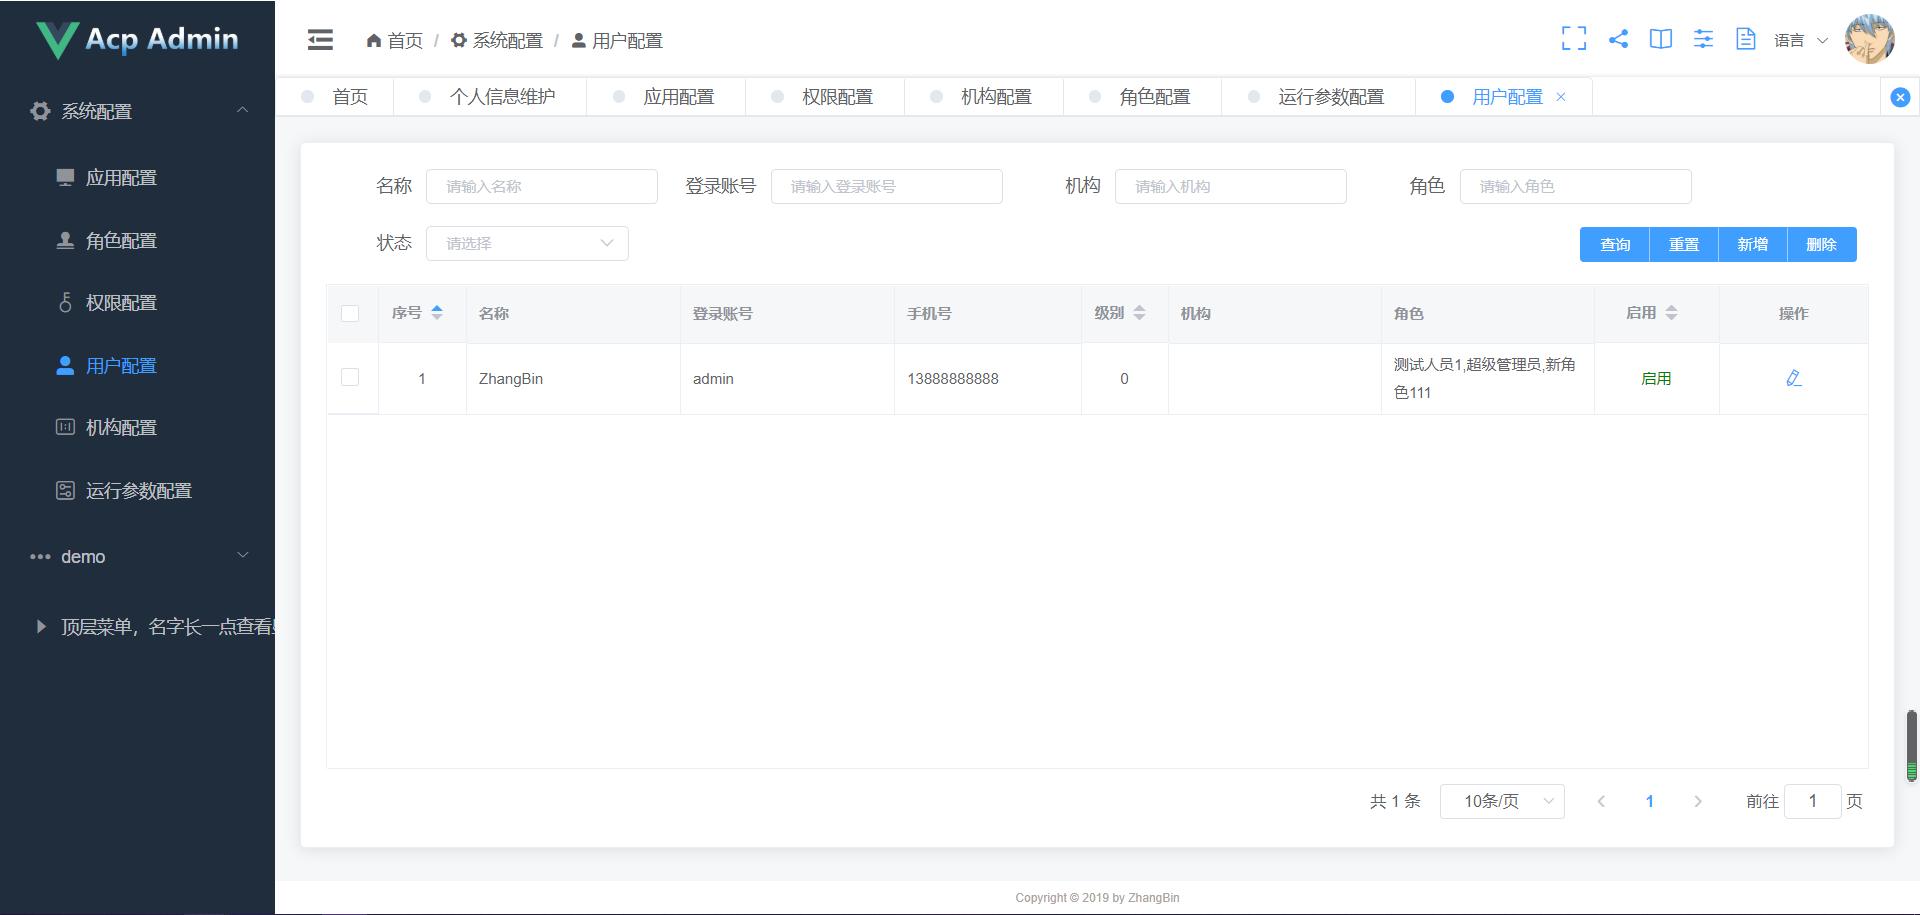 Acp Admin
首页 / 系统配置 / 用户配置
语言
系统配置
应用配置
角色配置
权限配置
用户配置
机构配置
运行参数配置
demo
顶层菜单，名字长一点查看
首页
个人信息维护
应用配置
权限配置
机构配置
角色配置
运行参数配置
用户配置
名称 请输入名称
登录账号 请输入登录账号
机构 请输入机构
角色 请输入角色
状态 请选择
查询 重置 新增 删除
序号 名称 登录账号 手机号 级别 机构 角色 启用 操作
1 ZhangBin admin 13888888888 0 测试人员1,超级管理员,新角
色111
启用
共 1 条 10条/页 1 前往 1 页
Copyright © 2019 by ZhangBin